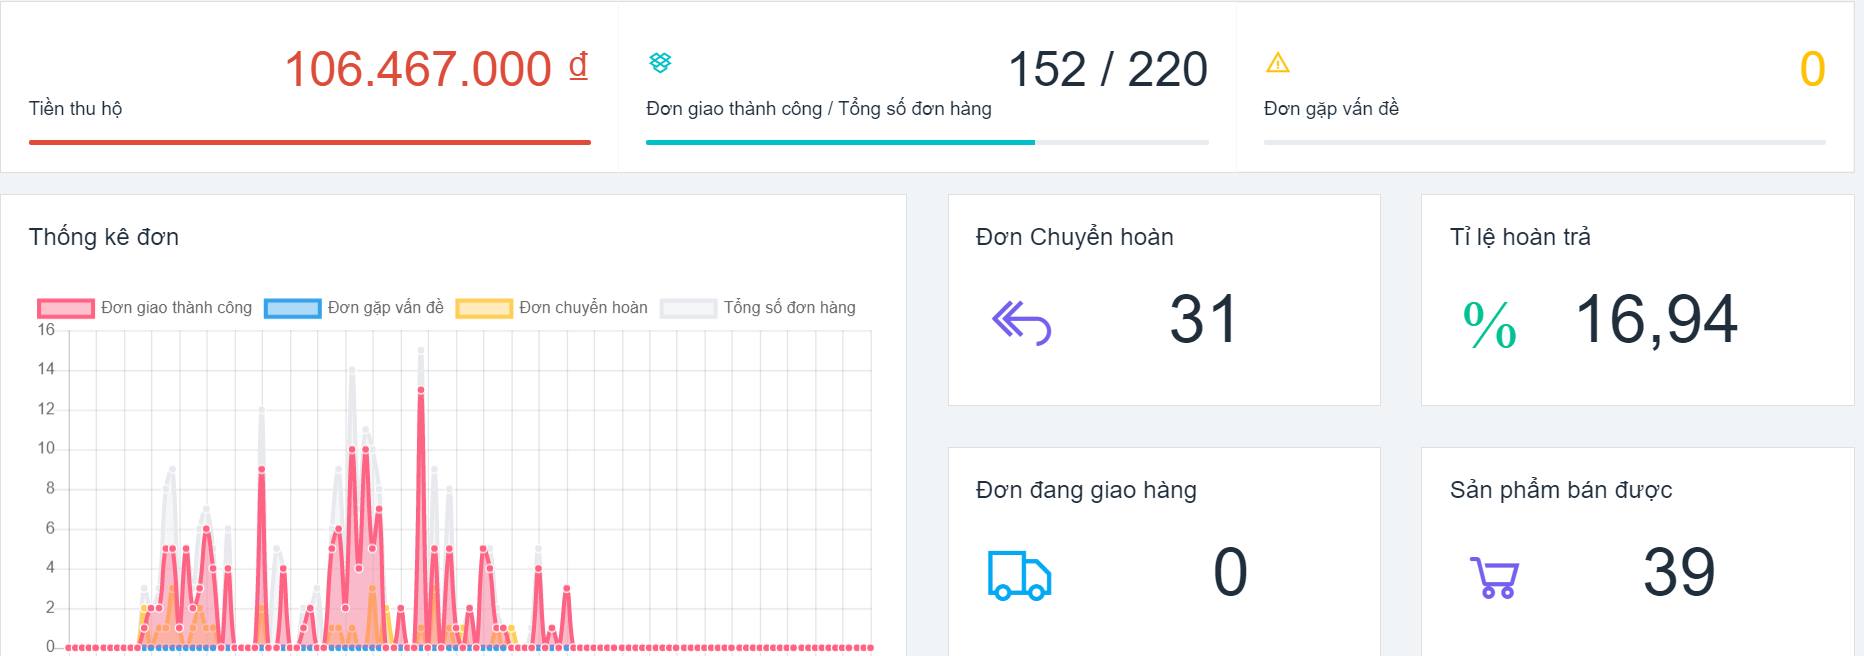 106.467.000 đ
Tiền thu hộ
152 / 220
Đơn giao thành công / Tổng số đơn hàng
0
Đơn gặp vấn đề
Thống kê đơn
Đơn giao thành công Đơn gặp vấn đề Đơn chuyển hoàn Tổng số đơn hàng
16
14
12
10
8
6
4
2
0
Đơn Chuyển hoàn
31
Tỉ lệ hoàn trả
% 16,94
Đơn đang giao hàng
0
Sản phẩm bán được
39